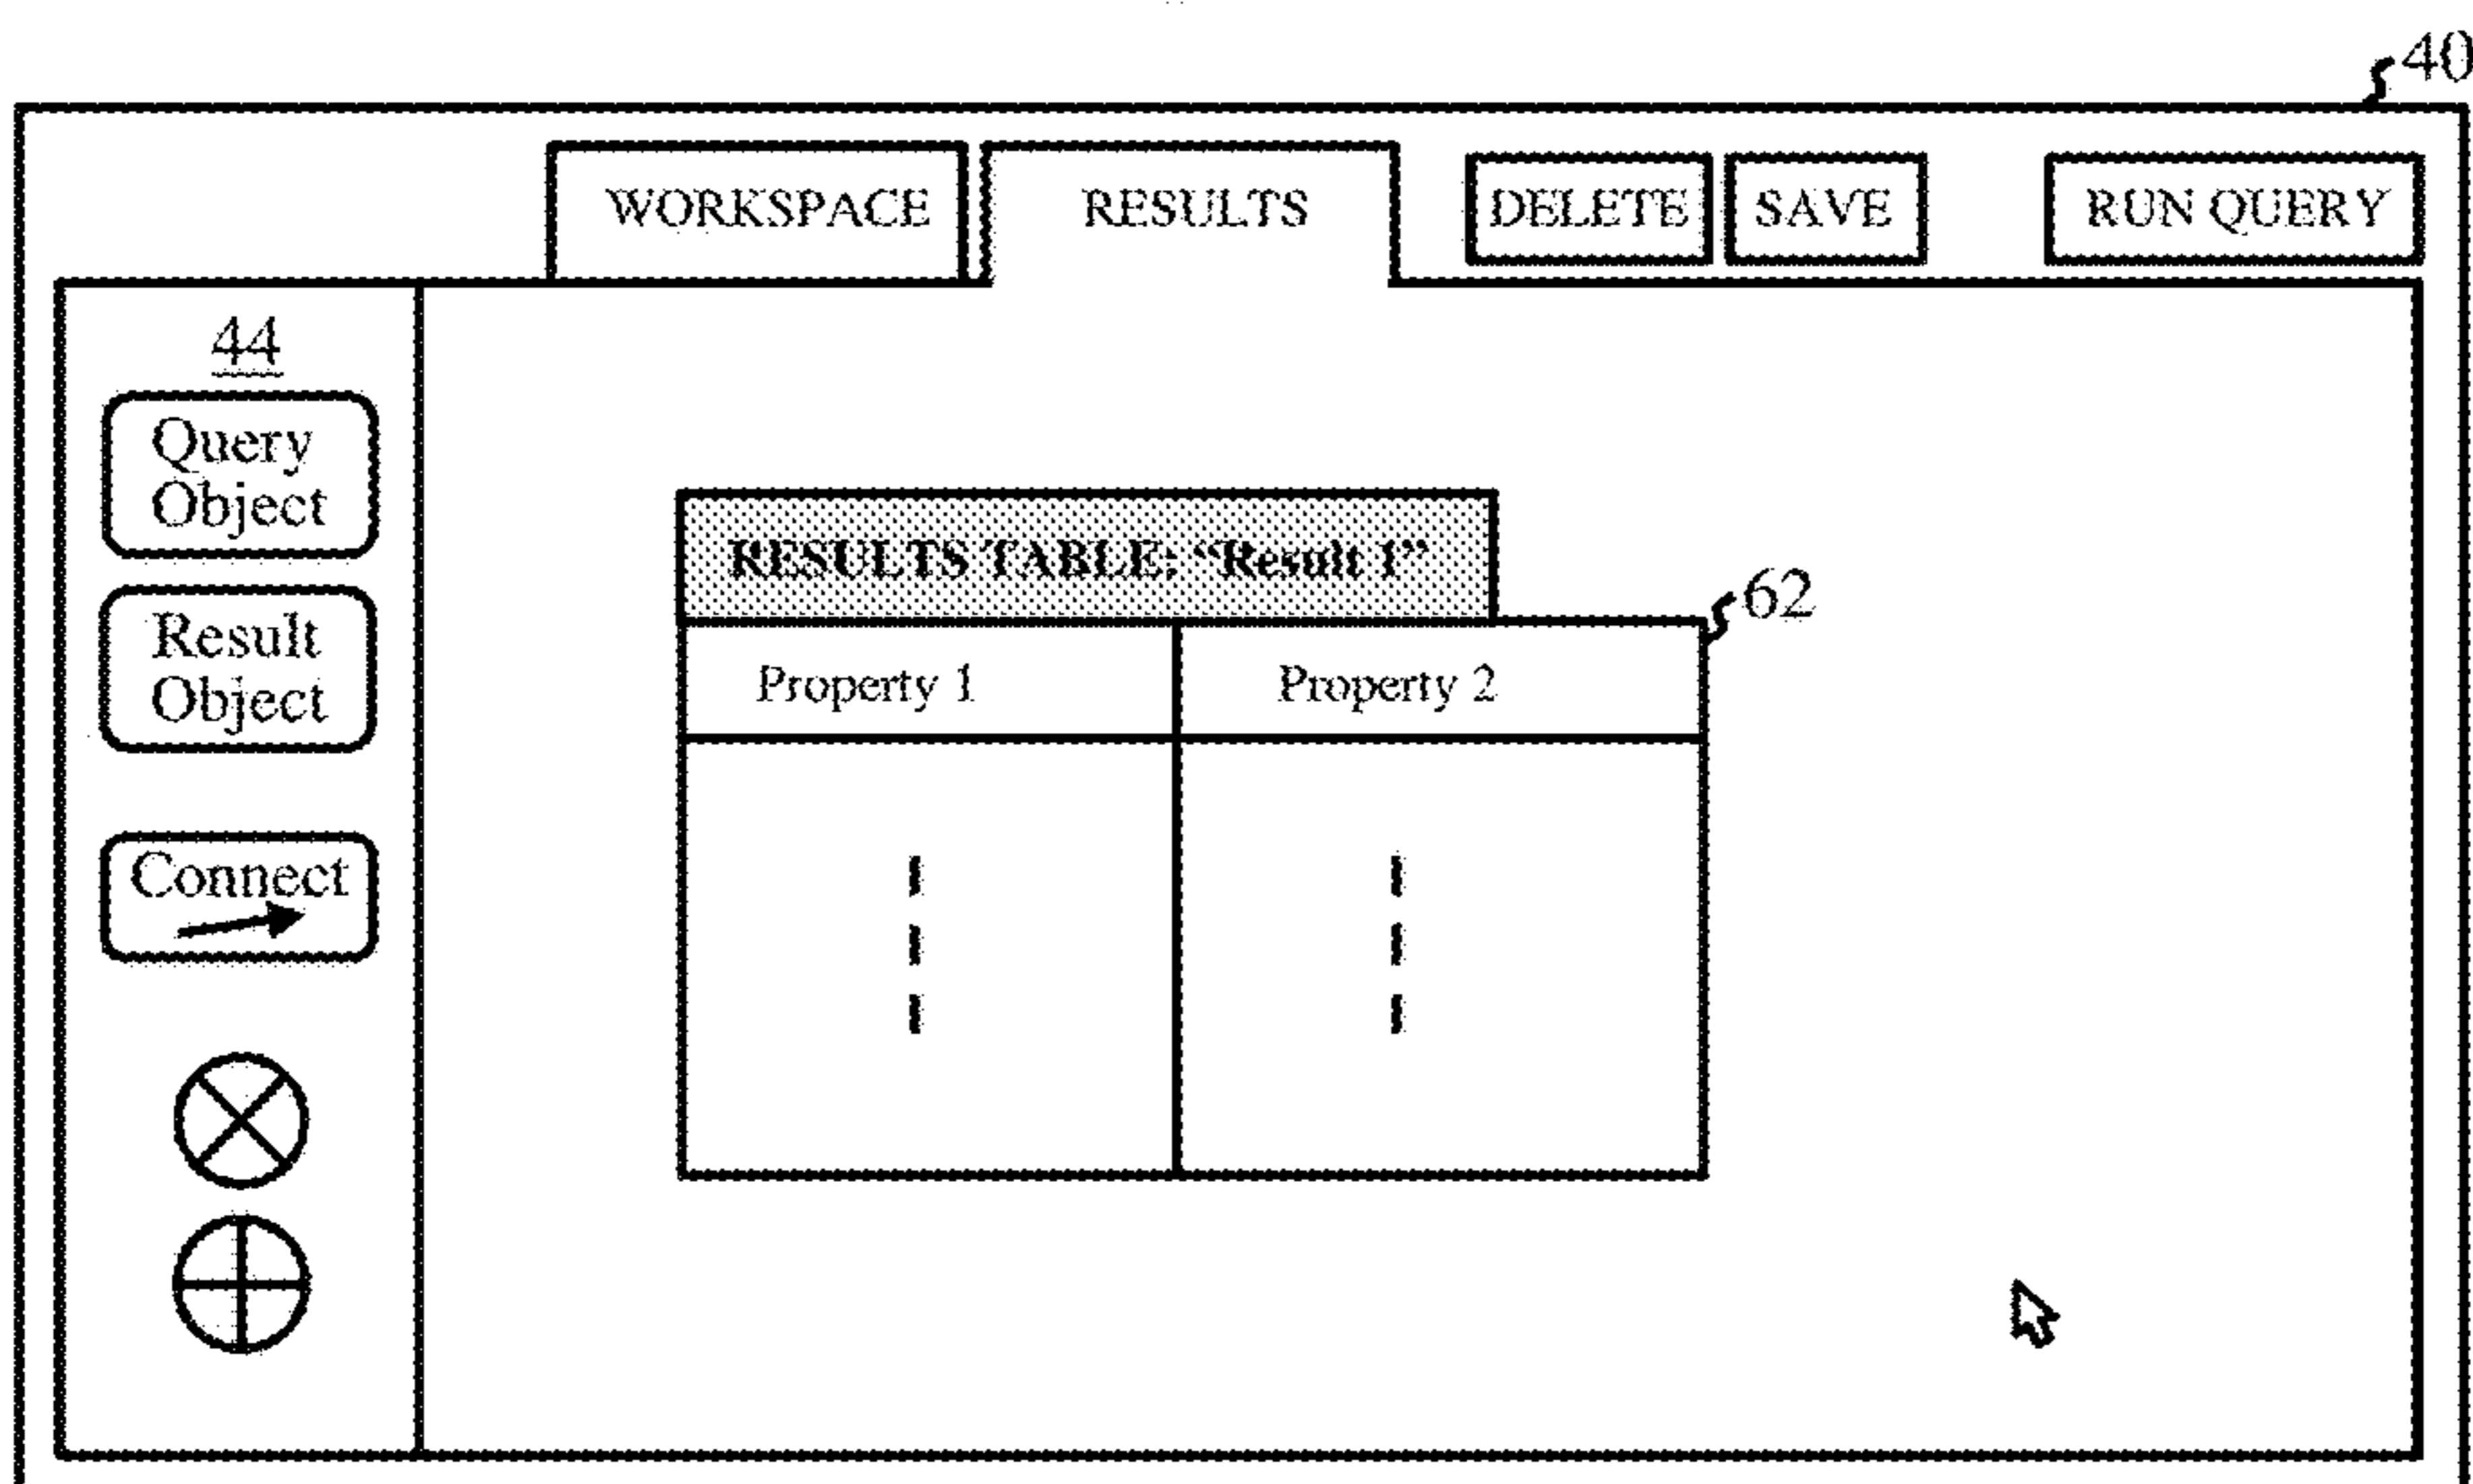 40
WORKSPACE
RESULTS
DELETE
SAVE
RUN QUERY
44
Query
Object
Result
Object
Connect
RESULTS TABLE: “Result 1”
62
Property 1
Property 2